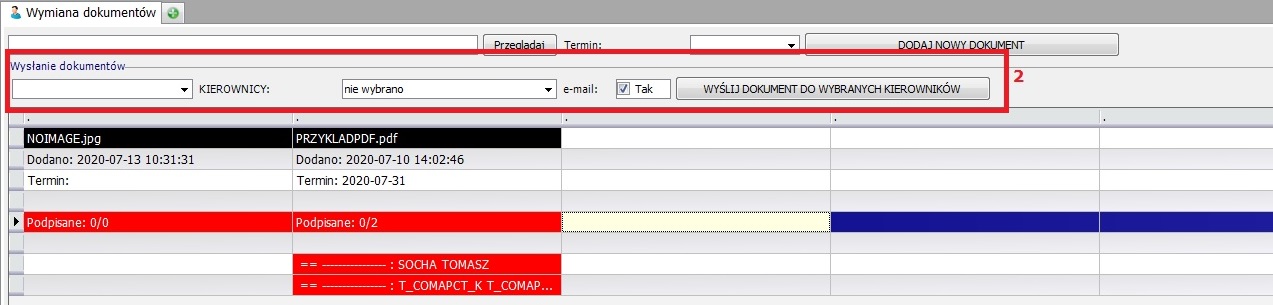 Wymiana dokumentów
Przeglądaj Termin: DODAJ NOWY DOKUMENT
Wysłanie dokumentów
KIEROWNICY: nie wybrano e-mail: Tak WYŚLIJ DOKUMENT DO WYBRANYCH KIEROWNIKÓW
2
. . . . .
NOIMAGE.jpg PRZYKLADPDF.pdf
Dodano: 2020-07-13 10:31:31 Dodano: 2020-07-10 14:02:46
Termin: Termin: 2020-07-31
Podpisane: 0/0 Podpisane: 0/2
== ---------------- : SOCHA TOMASZ
== ---------------- : T_COMAPCT_K T_COMAP...